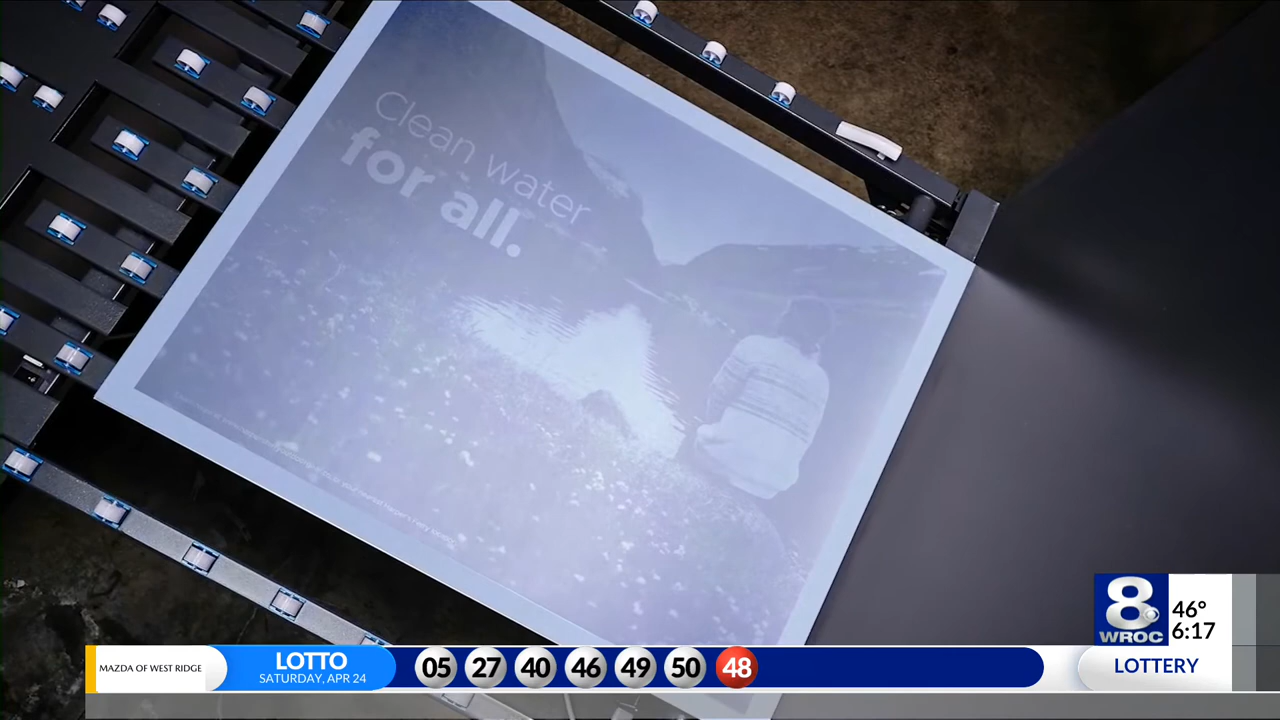 Clean water
for all.
8
WROC
46°
6:17
MAZDA OF WEST RIDGE
LOTTO
SATURDAY, APR 24
05 27 40 46 49 50 48
LOTTERY